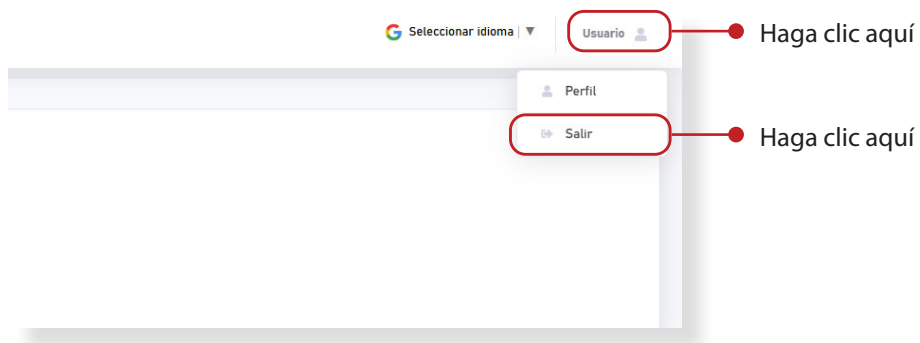 Seleccionar idioma | ▼ Usuario Haga clic aquí
Perfil
Salir Haga clic aquí